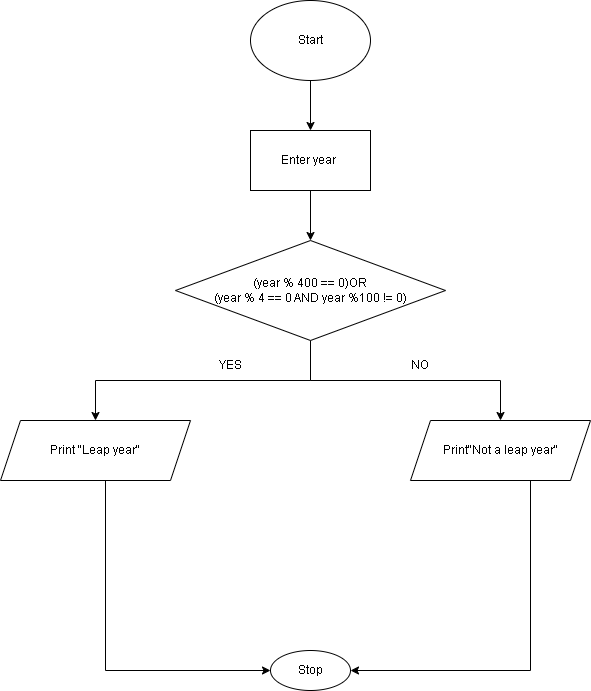 Start
Enter year
(year % 400 == 0)OR
(year % 4 == 0 AND year %100 != 0)
YES
NO
Print "Leap year"
Print"Not a leap year"
Stop